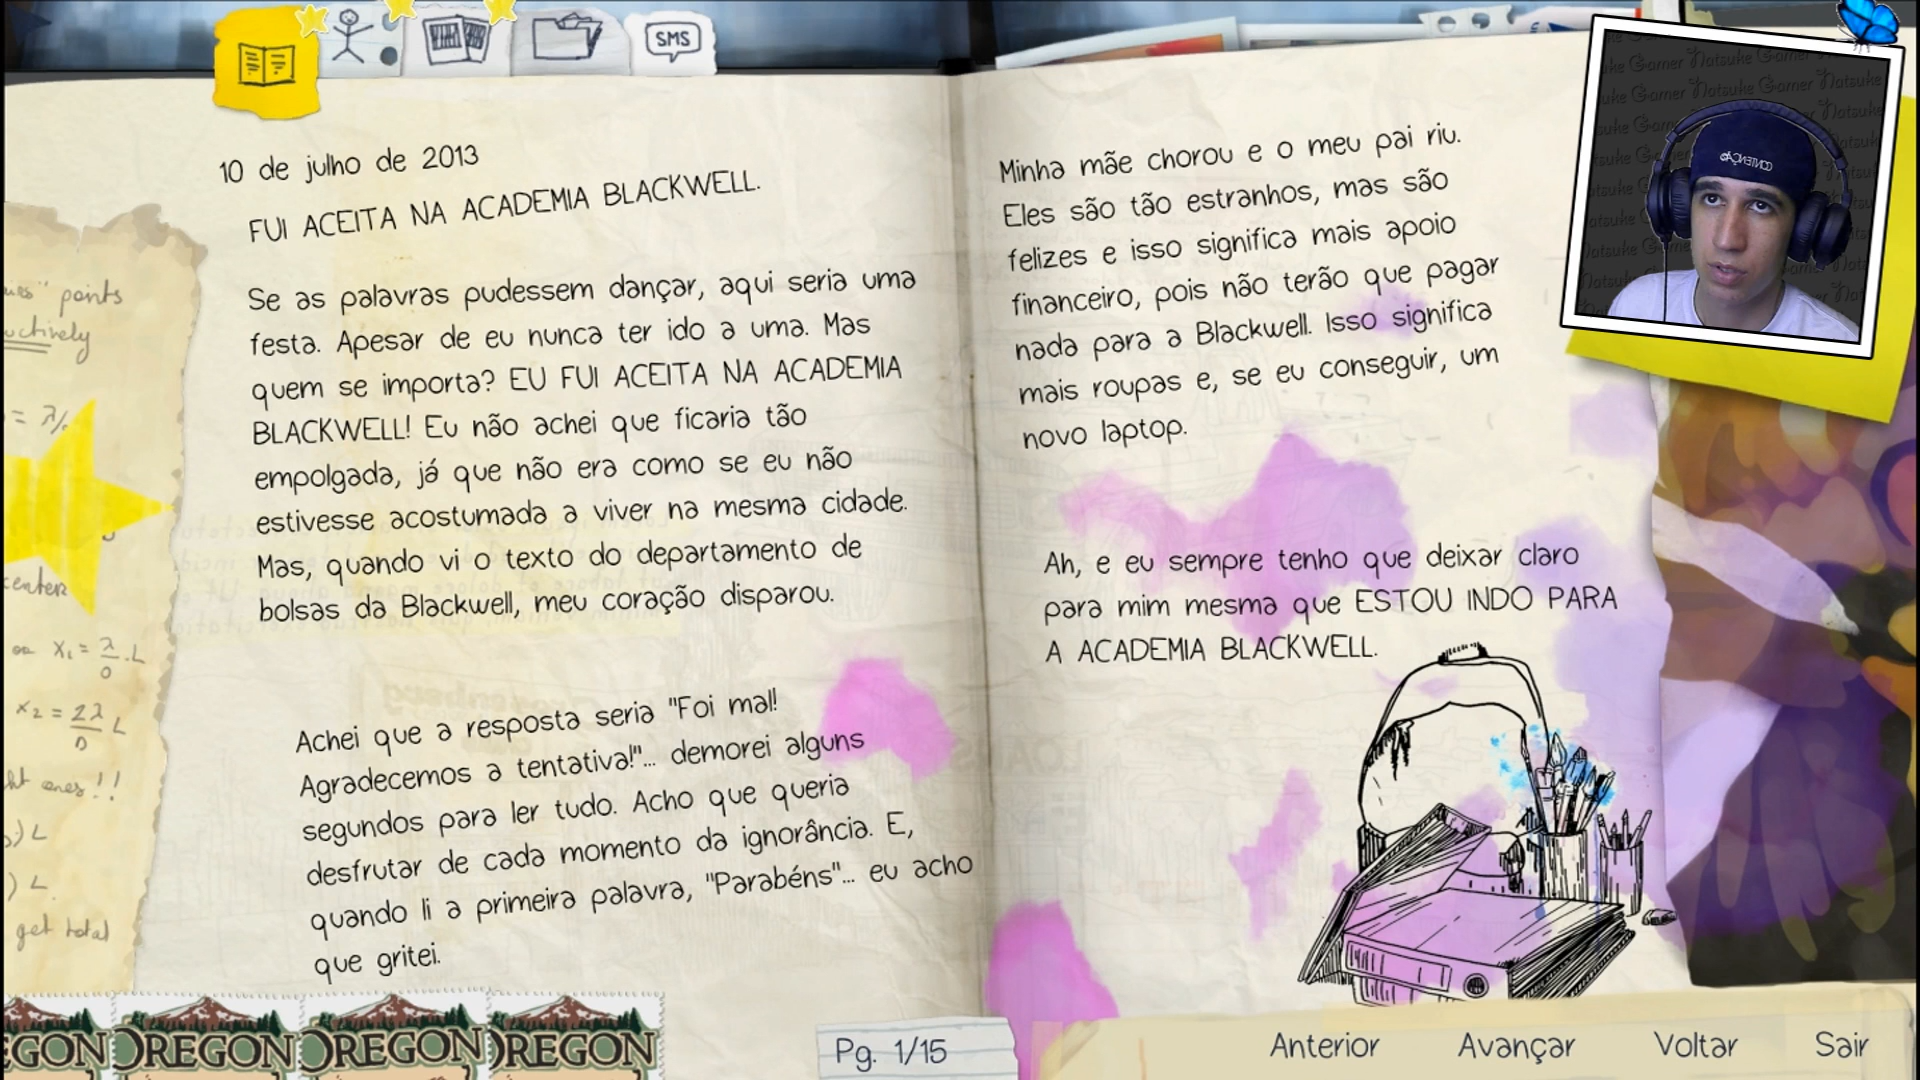 SMS
10 de julho de 2013
FUI ACEITA NA ACADEMIA BLACKWELL.
Se as palavras pudessem dançar, aqui seria uma
festa. Apesar de eu nunca ter ido a uma. Mas
quem se importa? EU FUI ACEITA NA ACADEMIA
BLACKWELL! Eu não achei que ficaria tão
empolgada, já que não era como se eu não
estivesse acostumada a viver na mesma cidade.
Mas, quando vi o texto do departamento de
bolsas da Blackwell, meu coração disparou.
Achei que a resposta seria "Foi mal!
Agradecemos a tentativa!"... demorei alguns
segundos para ler tudo. Acho que queria
desfrutar de cada momento da ignorância. E,
quando li a primeira palavra, "Parabéns"... eu acho
que gritei.
Minha mãe chorou e o meu pai riu.
Eles são tão estranhos, mas são
felizes e isso significa mais apoio
financeiro, pois não terão que pagar
nada para a Blackwell. Isso significa
mais roupas e, se eu conseguir, um
novo laptop.
Ah, e eu sempre tenho que deixar claro
para mim mesma que ESTOU INDO PARA
A ACADEMIA BLACKWELL.
points
center
get total
OREGON OREGON OREGON
Pg. 1/15
Anterior Avançar Voltar Sair
Natsuke Gamer Natsuke